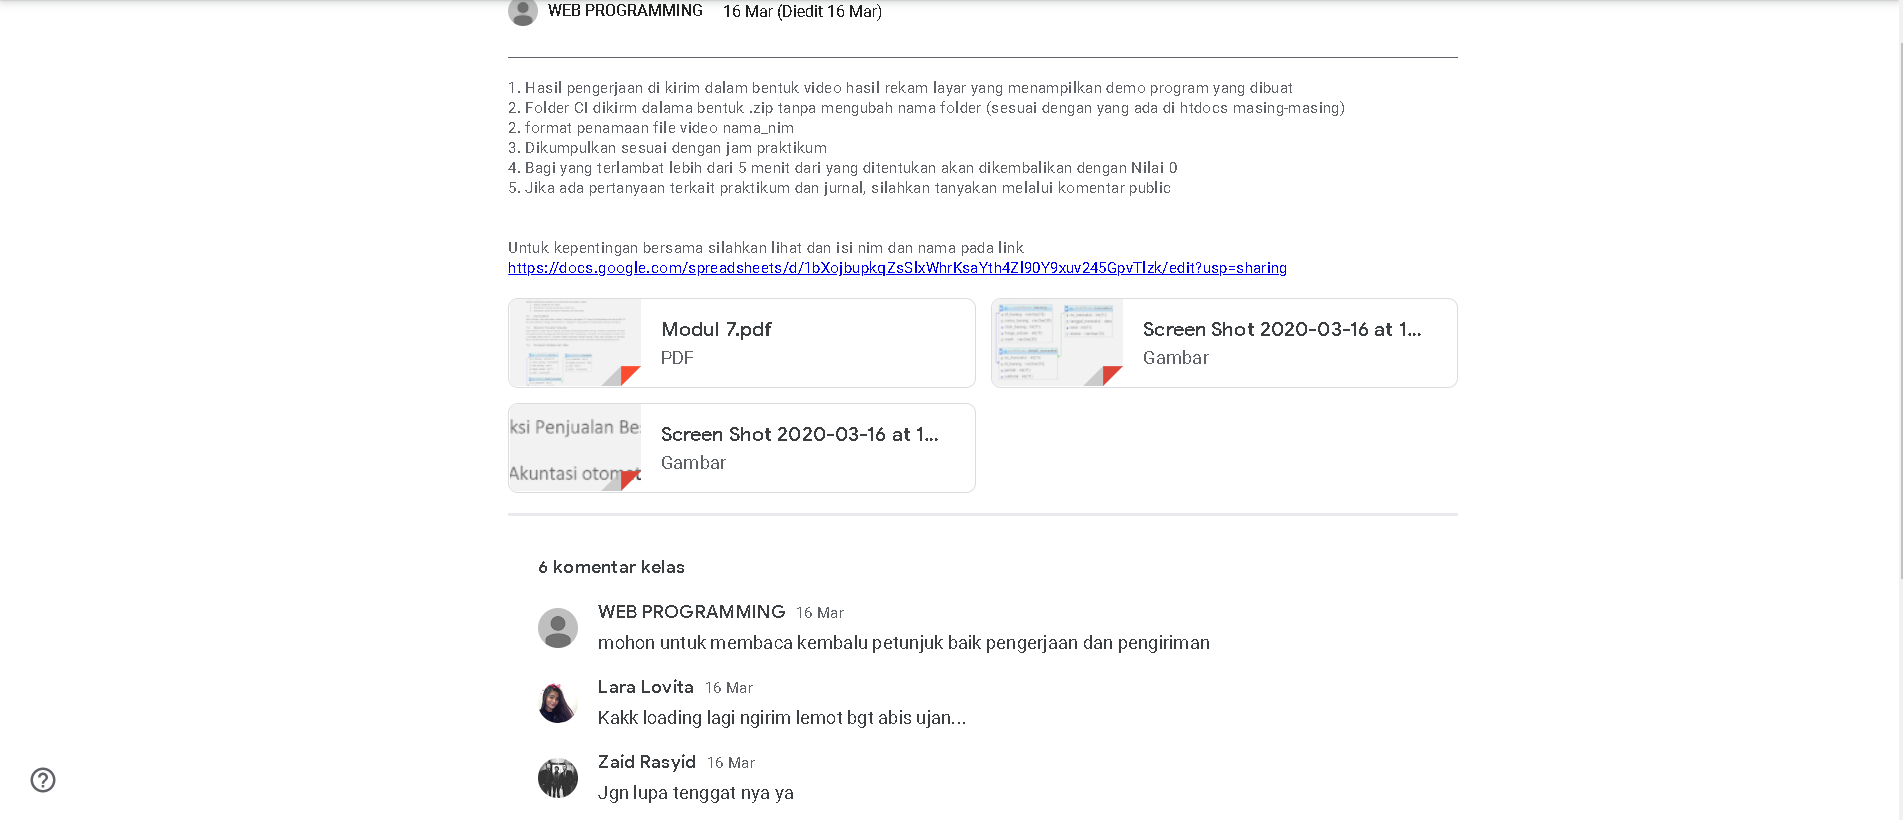 WEB PROGRAMMING 16 Mar (Diedit 16 Mar)
1. Hasil pengerjaan di kirim dalam bentuk video hasil rekam layar yang menampilkan demo program yang dibuat
2. Folder CI dikirm dalama bentuk .zip tanpa mengubah nama folder (sesuai dengan yang ada di htdocs masing-masing)
2. format penamaan file video nama_nim
3. Dikumpulkan sesuai dengan jam praktikum
4. Bagi yang terlambat lebih dari 5 menit dari yang ditentukan akan dikembalikan dengan Nilai 0
5. Jika ada pertanyaan terkait praktikum dan jurnal, silahkan tanyakan melalui komentar public
Untuk kepentingan bersama silahkan lihat dan isi nim dan nama pada link
https://docs.google.com/spreadsheets/d/1bXojbupkqZsSlxWhrKsaYth4Zl90Y9xuv245GpvTlzk/edit?usp=sharing
Modul 7.pdf
PDF
Screen Shot 2020-03-16 at 1...
Gambar
ksi Penjualan Be
Akuntasi otomat
Screen Shot 2020-03-16 at 1...
Gambar
6 komentar kelas
WEB PROGRAMMING 16 Mar
mohon untuk membaca kembalu petunjuk baik pengerjaan dan pengiriman
Lara Lovita 16 Mar
Kakk loading lagi ngirim lemot bgt abis ujan...
Zaid Rasyid 16 Mar
Jgn lupa tenggat nya ya